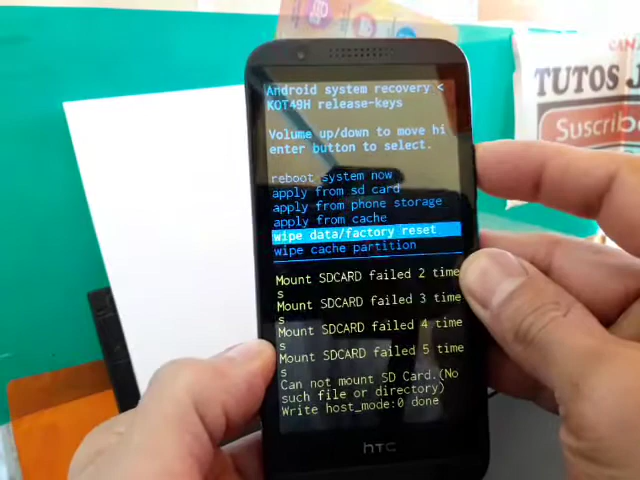 Android system recovery <
KOT49H release-keys
Volume up/down to move hi
enter button to select.
reboot system now
apply from sd card
apply from phone storage
apply from cache
wipe data/factory reset
wipe cache partition
Mount SDCARD failed 2 time
s
Mount SDCARD failed 3 time
s
Mount SDCARD failed 4 time
s
Mount SDCARD failed 5 time
s
Can not mount SD Card.(No
such file or directory)
Write host_mode:0 done
hTC
CAN
TUTOS J
Suscrib